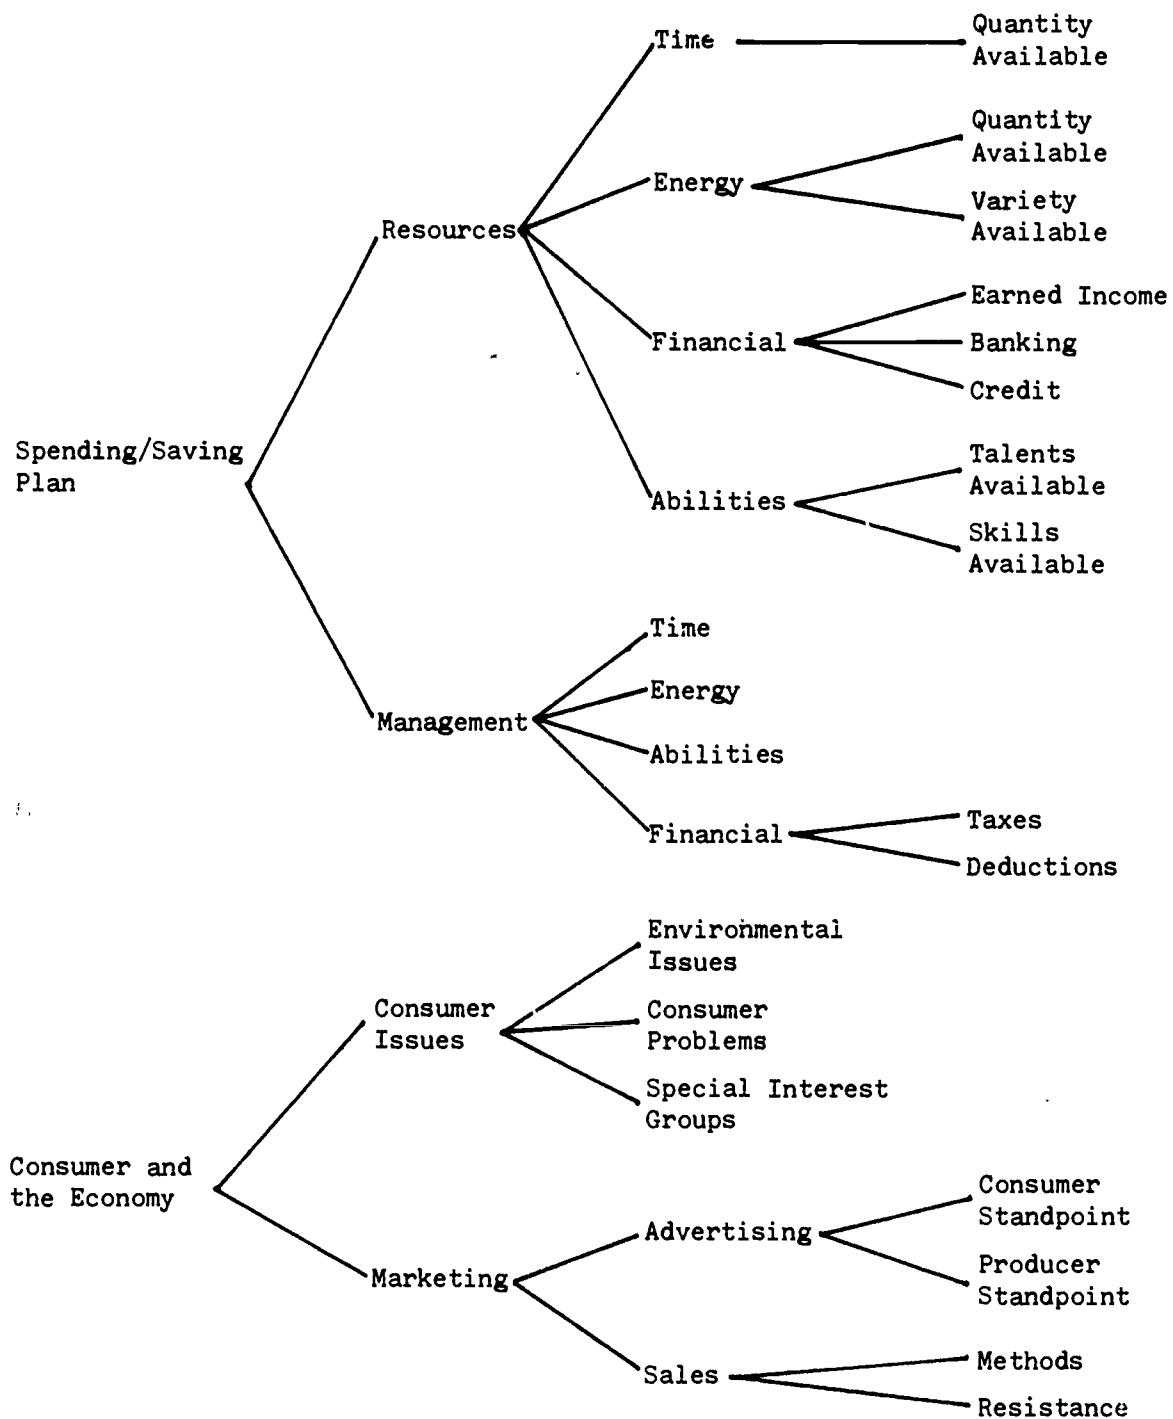 Time
Quantity
Available
Energy
Quantity
Available
Variety
Available
Resources
Financial
Earned Income
Banking
Credit
Spending/Saving
Plan
Abilities
Talents
Available
Skills
Available
Management
Time
Energy
Abilities
Financial
Taxes
Deductions
Consumer and
the Economy
Consumer
Issues
Environmental
Issues
Consumer
Problems
Special Interest
Groups
Marketing
Advertising
Consumer
Standpoint
Producer
Standpoint
Sales
Methods
Resistance